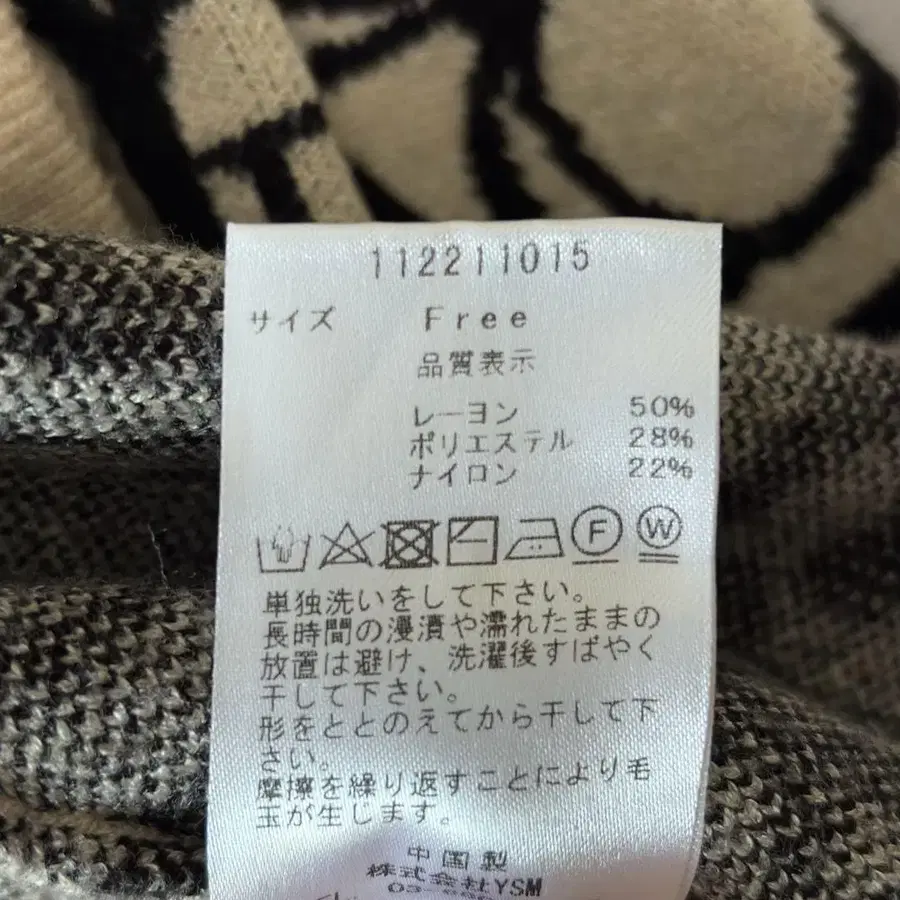 112211015
サイズ Free
品質表示
レーヨン 50%
ポリエステル 28%
ナイロン 22%
F W
単独洗いをして下さい。
長時間の浸漬や濡れたままの
放置は避け、洗濯後すばやく
干して下さい。
形をととのえてから干して下
さい。
摩擦を繰り返すことにより毛
玉が生じます。
中国製
株式会社YSM